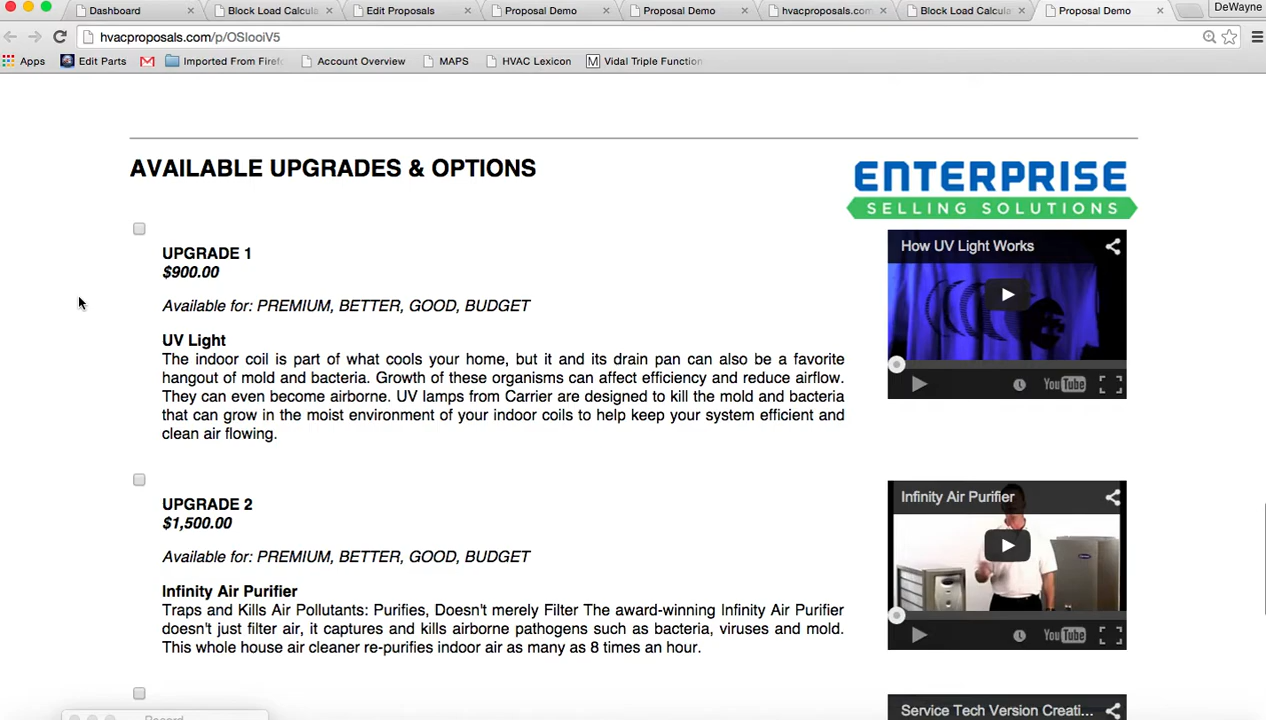 Dashboard
Block Load Calcula
Edit Proposals
Proposal Demo
Proposal Demo
hvacproposals.com/p/
Block Load Calcula
Proposal Demo
DeWayne
hvacproposals.com/p/OSlooiV5
Apps
Edit Parts
Imported From Firef
Account Overview
MAPS
HVAC Lexicon
M Vidal Triple Function
AVAILABLE UPGRADES & OPTIONS
ENTERPRISE
SELLING SOLUTIONS
UPGRADE 1
$900.00
Available for: PREMIUM, BETTER, GOOD, BUDGET
UV Light
The indoor coil is part of what cools your home, but it and its drain pan can also be a favorite
hangout of mold and bacteria. Growth of these organisms can affect efficiency and reduce airflow.
They can even become airborne. UV lamps from Carrier are designed to kill the mold and bacteria
that can grow in the moist environment of your indoor coils to help keep your system efficient and
clean air flowing.
How UV Light Works
YouTube
UPGRADE 2
$1,500.00
Available for: PREMIUM, BETTER, GOOD, BUDGET
Infinity Air Purifier
Traps and Kills Air Pollutants: Purifies, Doesn't merely Filter The award-winning Infinity Air Purifier
doesn't just filter air, it captures and kills airborne pathogens such as bacteria, viruses and mold.
This whole house air cleaner re-purifies indoor air as many as 8 times an hour.
Infinity Air Purifier
YouTube
Service Tech Version Creati...
Record